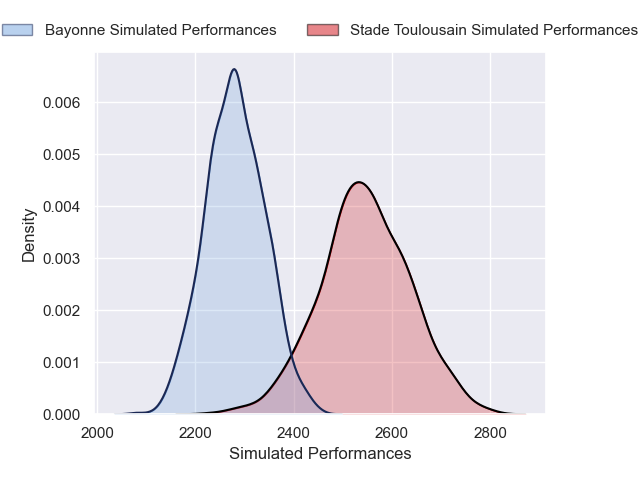 Bayonne Simulated Performances
Stade Toulousain Simulated Performances
Density
0.006
0.005
0.004
0.003
0.002
0.001
0.000
2000 2200 2400 2600 2800
Simulated Performances